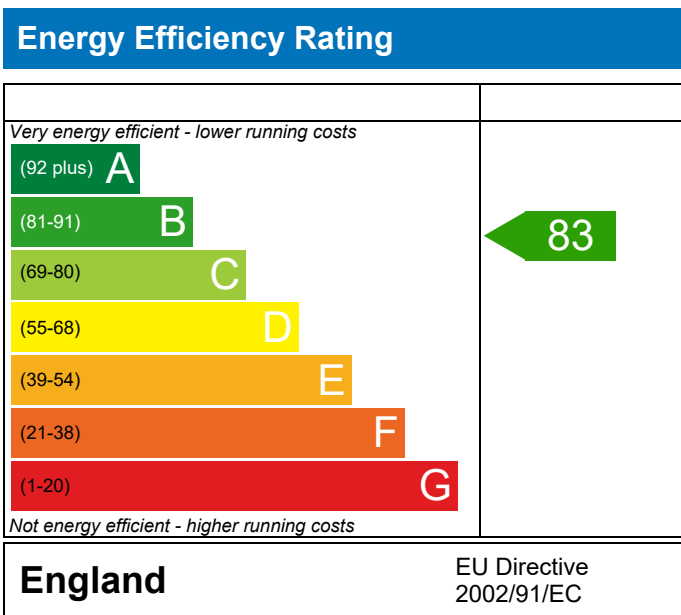 Energy Efficiency Rating
Very energy efficient - lower running costs
(92 plus) A
(81-91) B
83
(69-80) C
(55-68) D
(39-54) E
(21-38) F
(1-20) G
Not energy efficient - higher running costs
England
EU Directive
2002/91/EC